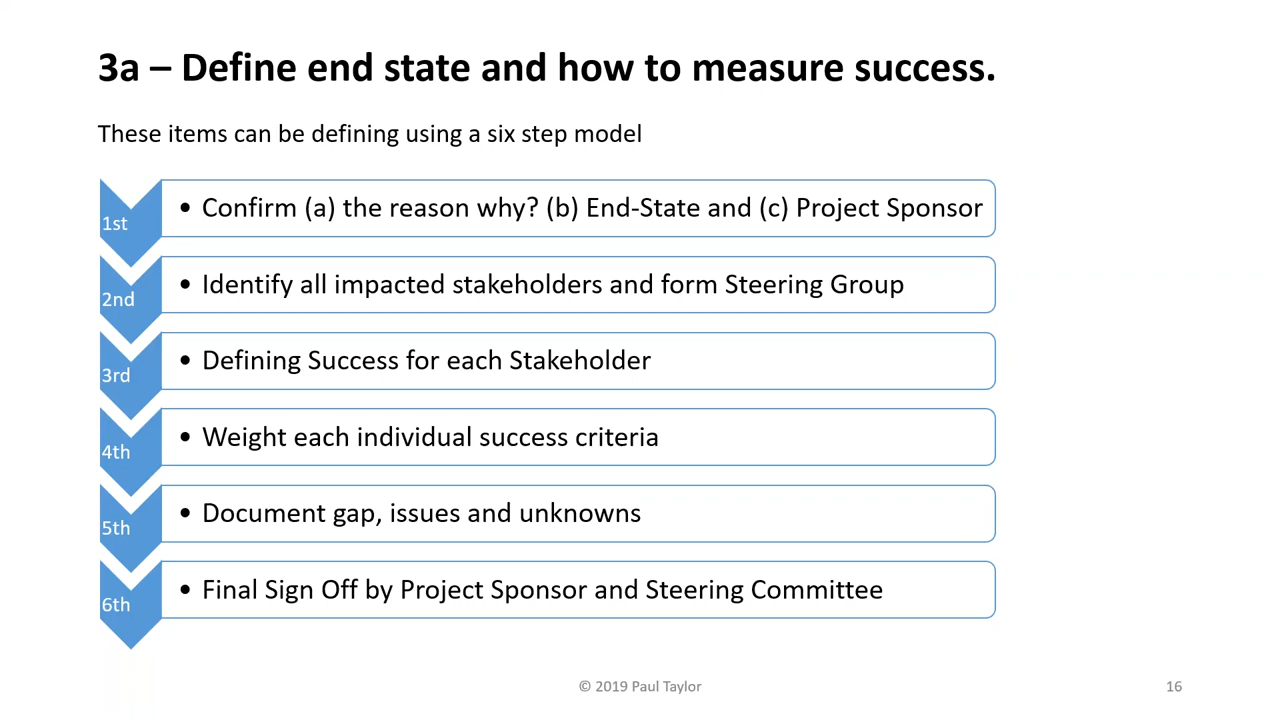 3a – Define end state and how to measure success.
These items can be defining using a six step model
1st
• Confirm (a) the reason why? (b) End-State and (c) Project Sponsor
2nd
• Identify all impacted stakeholders and form Steering Group
3rd
• Defining Success for each Stakeholder
4th
• Weight each individual success criteria
5th
• Document gap, issues and unknowns
6th
• Final Sign Off by Project Sponsor and Steering Committee
© 2019 Paul Taylor
16